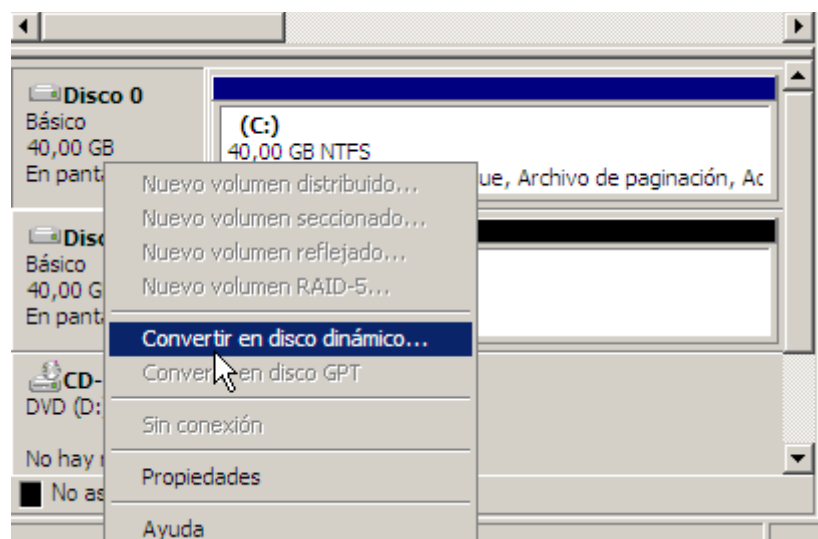 Disco 0
Básico
40,00 GB
En pant
(C:)
40,00 GB NTFS
ue, Archivo de paginación, Ac
Nuevo volumen distribuido...
Nuevo volumen seccionado...
Nuevo volumen reflejado...
Nuevo volumen RAID-5...
Convertir en disco dinámico...
Convertir en disco GPT
Sin conexión
Propiedades
Ayuda
Disc
Básico
40,00 G
En pant
CD-
DVD (D:
No hay
No as